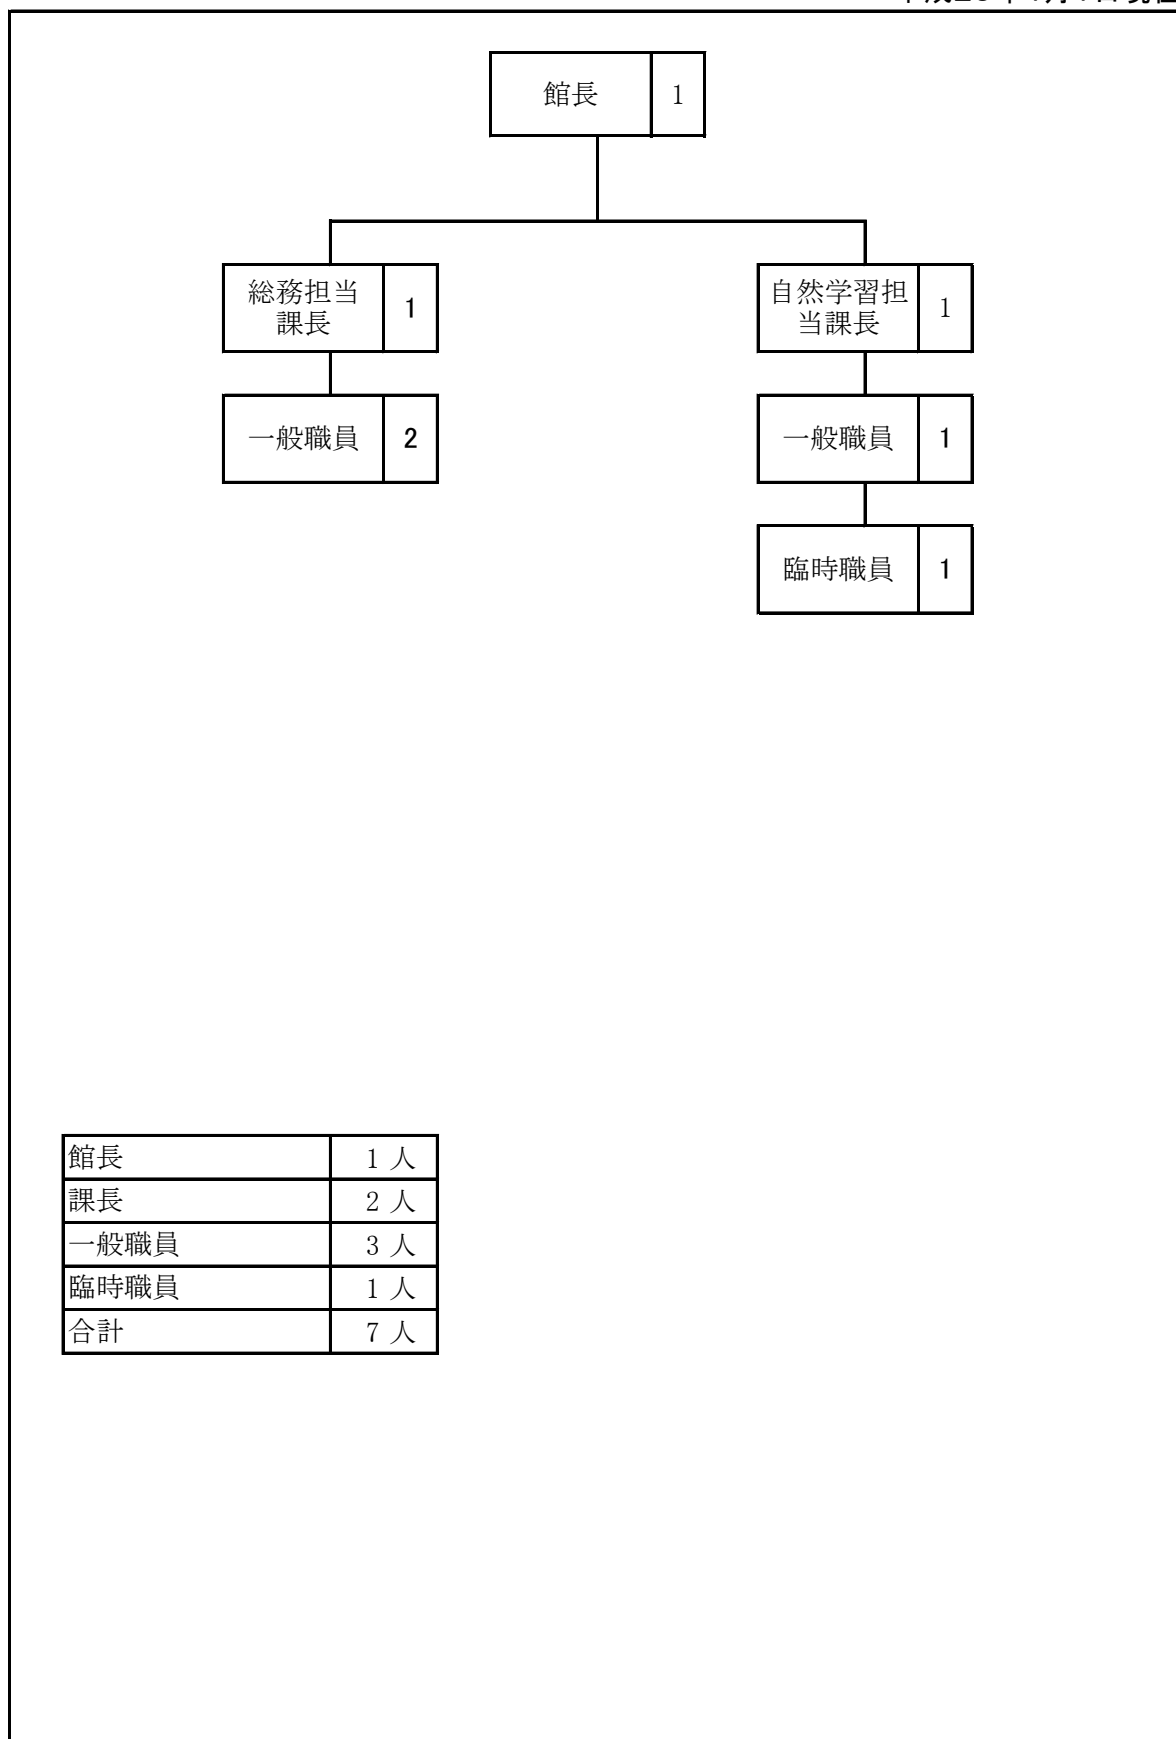 館長 1
総務担当
課長 1
自然学習担
当課長 1
一般職員 2
一般職員 1
臨時職員 1
館長 1 人
課長 2 人
一般職員 3 人
臨時職員 1 人
合計 7 人